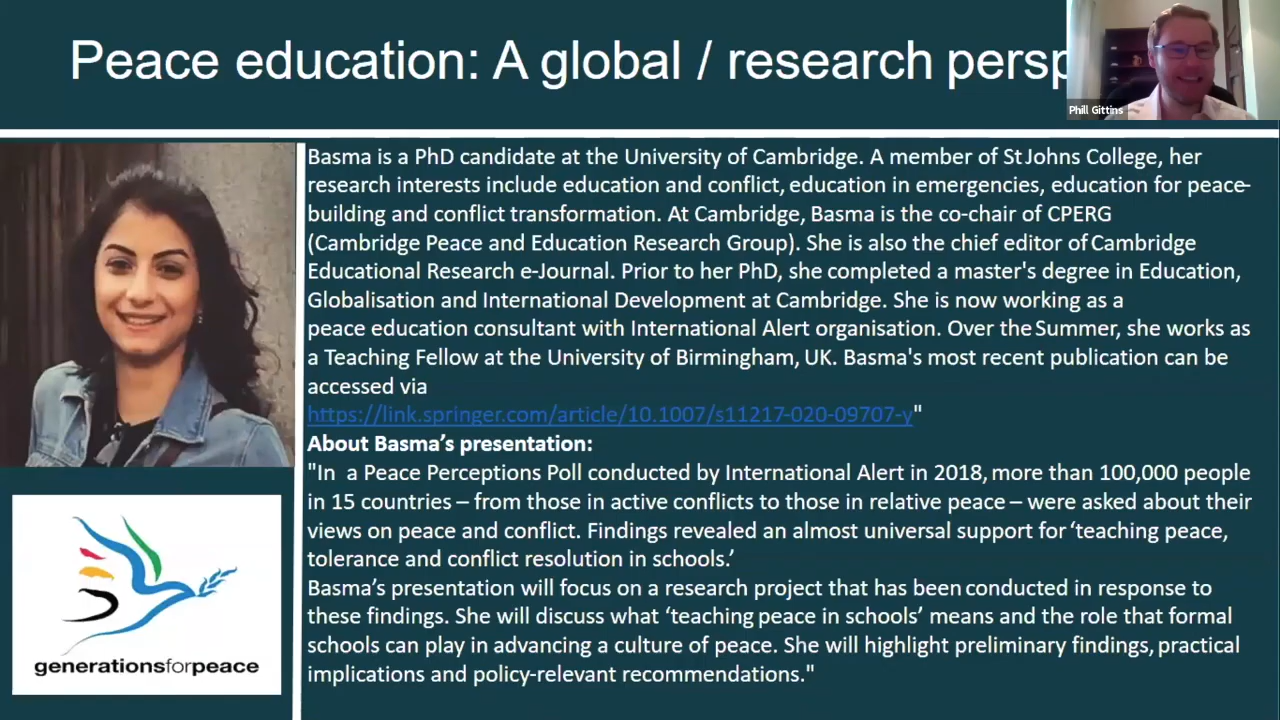 Peace education: A global / research persp
Phill Gittins
Basma is a PhD candidate at the University of Cambridge. A member of St Johns College, her
research interests include education and conflict, education in emergencies, education for peace-
building and conflict transformation. At Cambridge, Basma is the co-chair of CPERG
(Cambridge Peace and Education Research Group). She is also the chief editor of Cambridge
Educational Research e-Journal. Prior to her PhD, she completed a master's degree in Education,
Globalisation and International Development at Cambridge. She is now working as a
peace education consultant with International Alert organisation. Over the Summer, she works as
a Teaching Fellow at the University of Birmingham, UK. Basma's most recent publication can be
accessed via
https://link.springer.com/article/10.1007/s11217-020-09707-y"
About Basma’s presentation:
"In a Peace Perceptions Poll conducted by International Alert in 2018, more than 100,000 people
in 15 countries – from those in active conflicts to those in relative peace – were asked about their
views on peace and conflict. Findings revealed an almost universal support for ‘teaching peace,
tolerance and conflict resolution in schools.’
Basma’s presentation will focus on a research project that has been conducted in response to
these findings. She will discuss what ‘teaching peace in schools’ means and the role that formal
schools can play in advancing a culture of peace. She will highlight preliminary findings, practical
implications and policy-relevant recommendations."
generationsforpeace